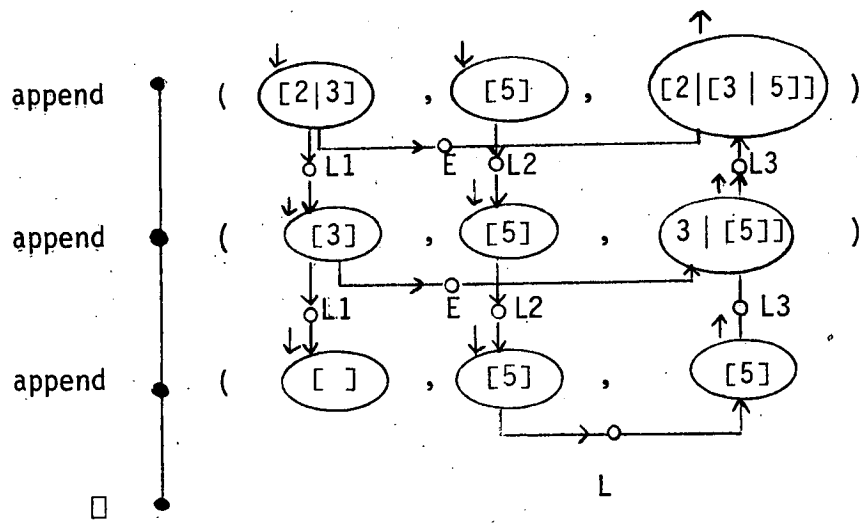 append ( [2|3] , [5] , [2|[3 | 5]] )
L1 E L2 L3
append ( [3] , [5] , 3 | [5]] )
L1 E L2 L3
append ( [ ] , [5] , [5]
L